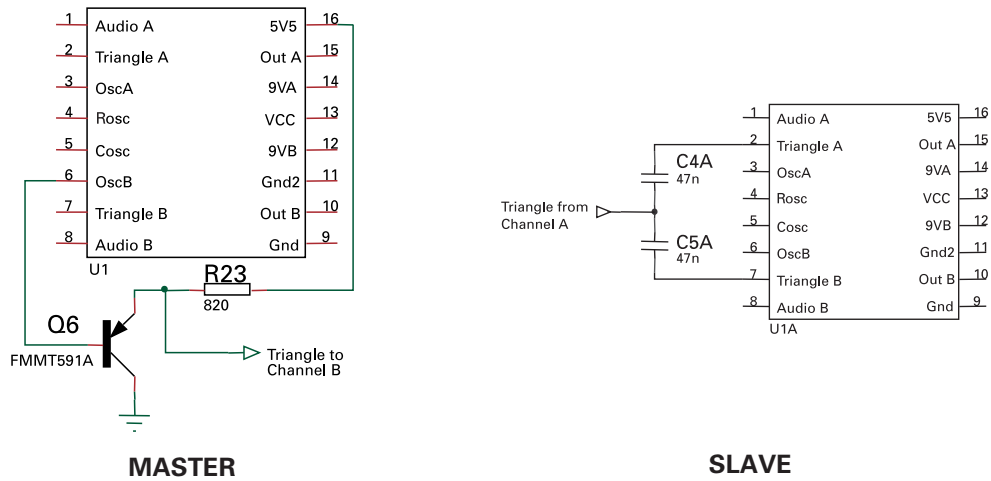 1 Audio A 5V5 16
2 Triangle A Out A 15
3 OscA 9VA 14
4 Rosc VCC 13
5 Cosc 9VB 12
6 OscB Gnd2 11
7 Triangle B Out B 10
8 Audio B Gnd 9
U1
R23
820
Q6
FMMT591A
Triangle to
Channel B
MASTER
1 Audio A 5V5 16
2 Triangle A Out A 15
3 OscA 9VA 14
4 Rosc VCC 13
5 Cosc 9VB 12
6 OscB Gnd2 11
7 Triangle B Out B 10
8 Audio B Gnd 9
U1A
C4A
47n
Triangle from
Channel A
C5A
47n
SLAVE